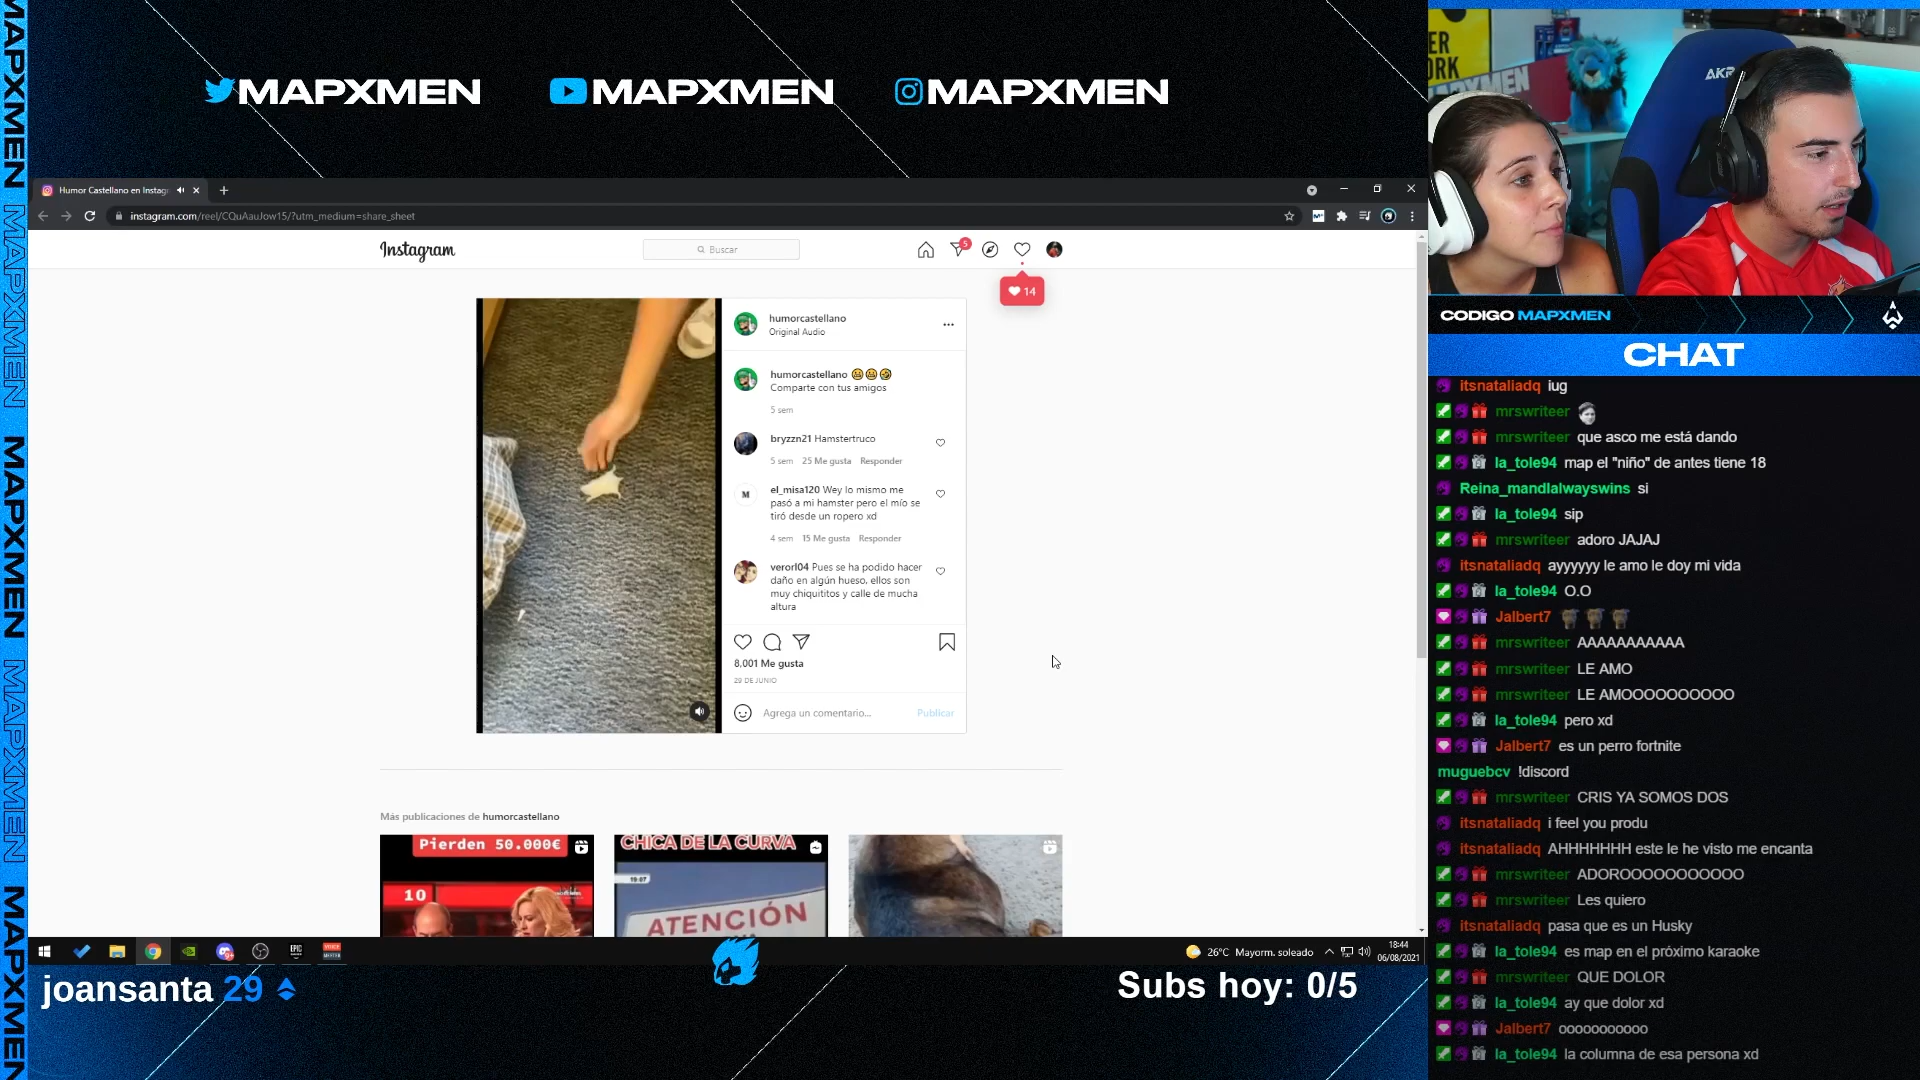 MAPXMEN
MAPXMEN
MAPXMEN
MAPXMEN
MAPXMEN
MAPXMEN MAPXMEN MAPXMEN
Humor Castellano en Instag
instagram.com/reel/CQuAauJow15/?utm_medium=share_sheet
Instagram
Buscar
5
14
humorcastellano
Original Audio
humorcastellano
Comparte con tus amigos
5 sem
bryzzn21 Hamstertruco
5 sem 25 Me gusta Responder
M
el_misa120 Wey lo mismo me
pasó a mi hamster pero el mío se
tiró desde un ropero xd
4 sem 15 Me gusta Responder
verorl04 Pues se ha podido hacer
daño en algún hueso, ellos son
muy chiquititos y calle de mucha
altura
8,001 Me gusta
29 DE JUNIO
Agrega un comentario... Publicar
Más publicaciones de humorcastellano
Pierden 50.000€
10
CHICA DE LA CURVA
19:07
ATENCIÓN
26°C Mayorm. soleado
18:44
06/08/2021
joansanta 29
Subs hoy: 0/5
AKR
CODIGO MAPXMEN
CHAT
itsnataliadq iug
mrswriteer
mrswriteer que asco me está dando
la_tole94 map el "niño" de antes tiene 18
Reina_mandlalwayswins si
la_tole94 sip
mrswriteer adoro JAJAJ
itsnataliadq ayyyyyy le amo le doy mi vida
la_tole94 O.O
Jalbert7
mrswriteer AAAAAAAAAAA
mrswriteer LE AMO
mrswriteer LE AMOOOOOOOOOO
la_tole94 pero xd
Jalbert7 es un perro fortnite
muguebcv !discord
mrswriteer CRIS YA SOMOS DOS
itsnataliadq i feel you produ
itsnataliadq AHHHHHHH este le he visto me encanta
mrswriteer ADOROOOOOOOOOOO
mrswriteer Les quiero
itsnataliadq pasa que es un Husky
la_tole94 es map en el próximo karaoke
mrswriteer QUE DOLOR
la_tole94 ay que dolor xd
Jalbert7 ooooooooooo
la_tole94 la columna de esa persona xd